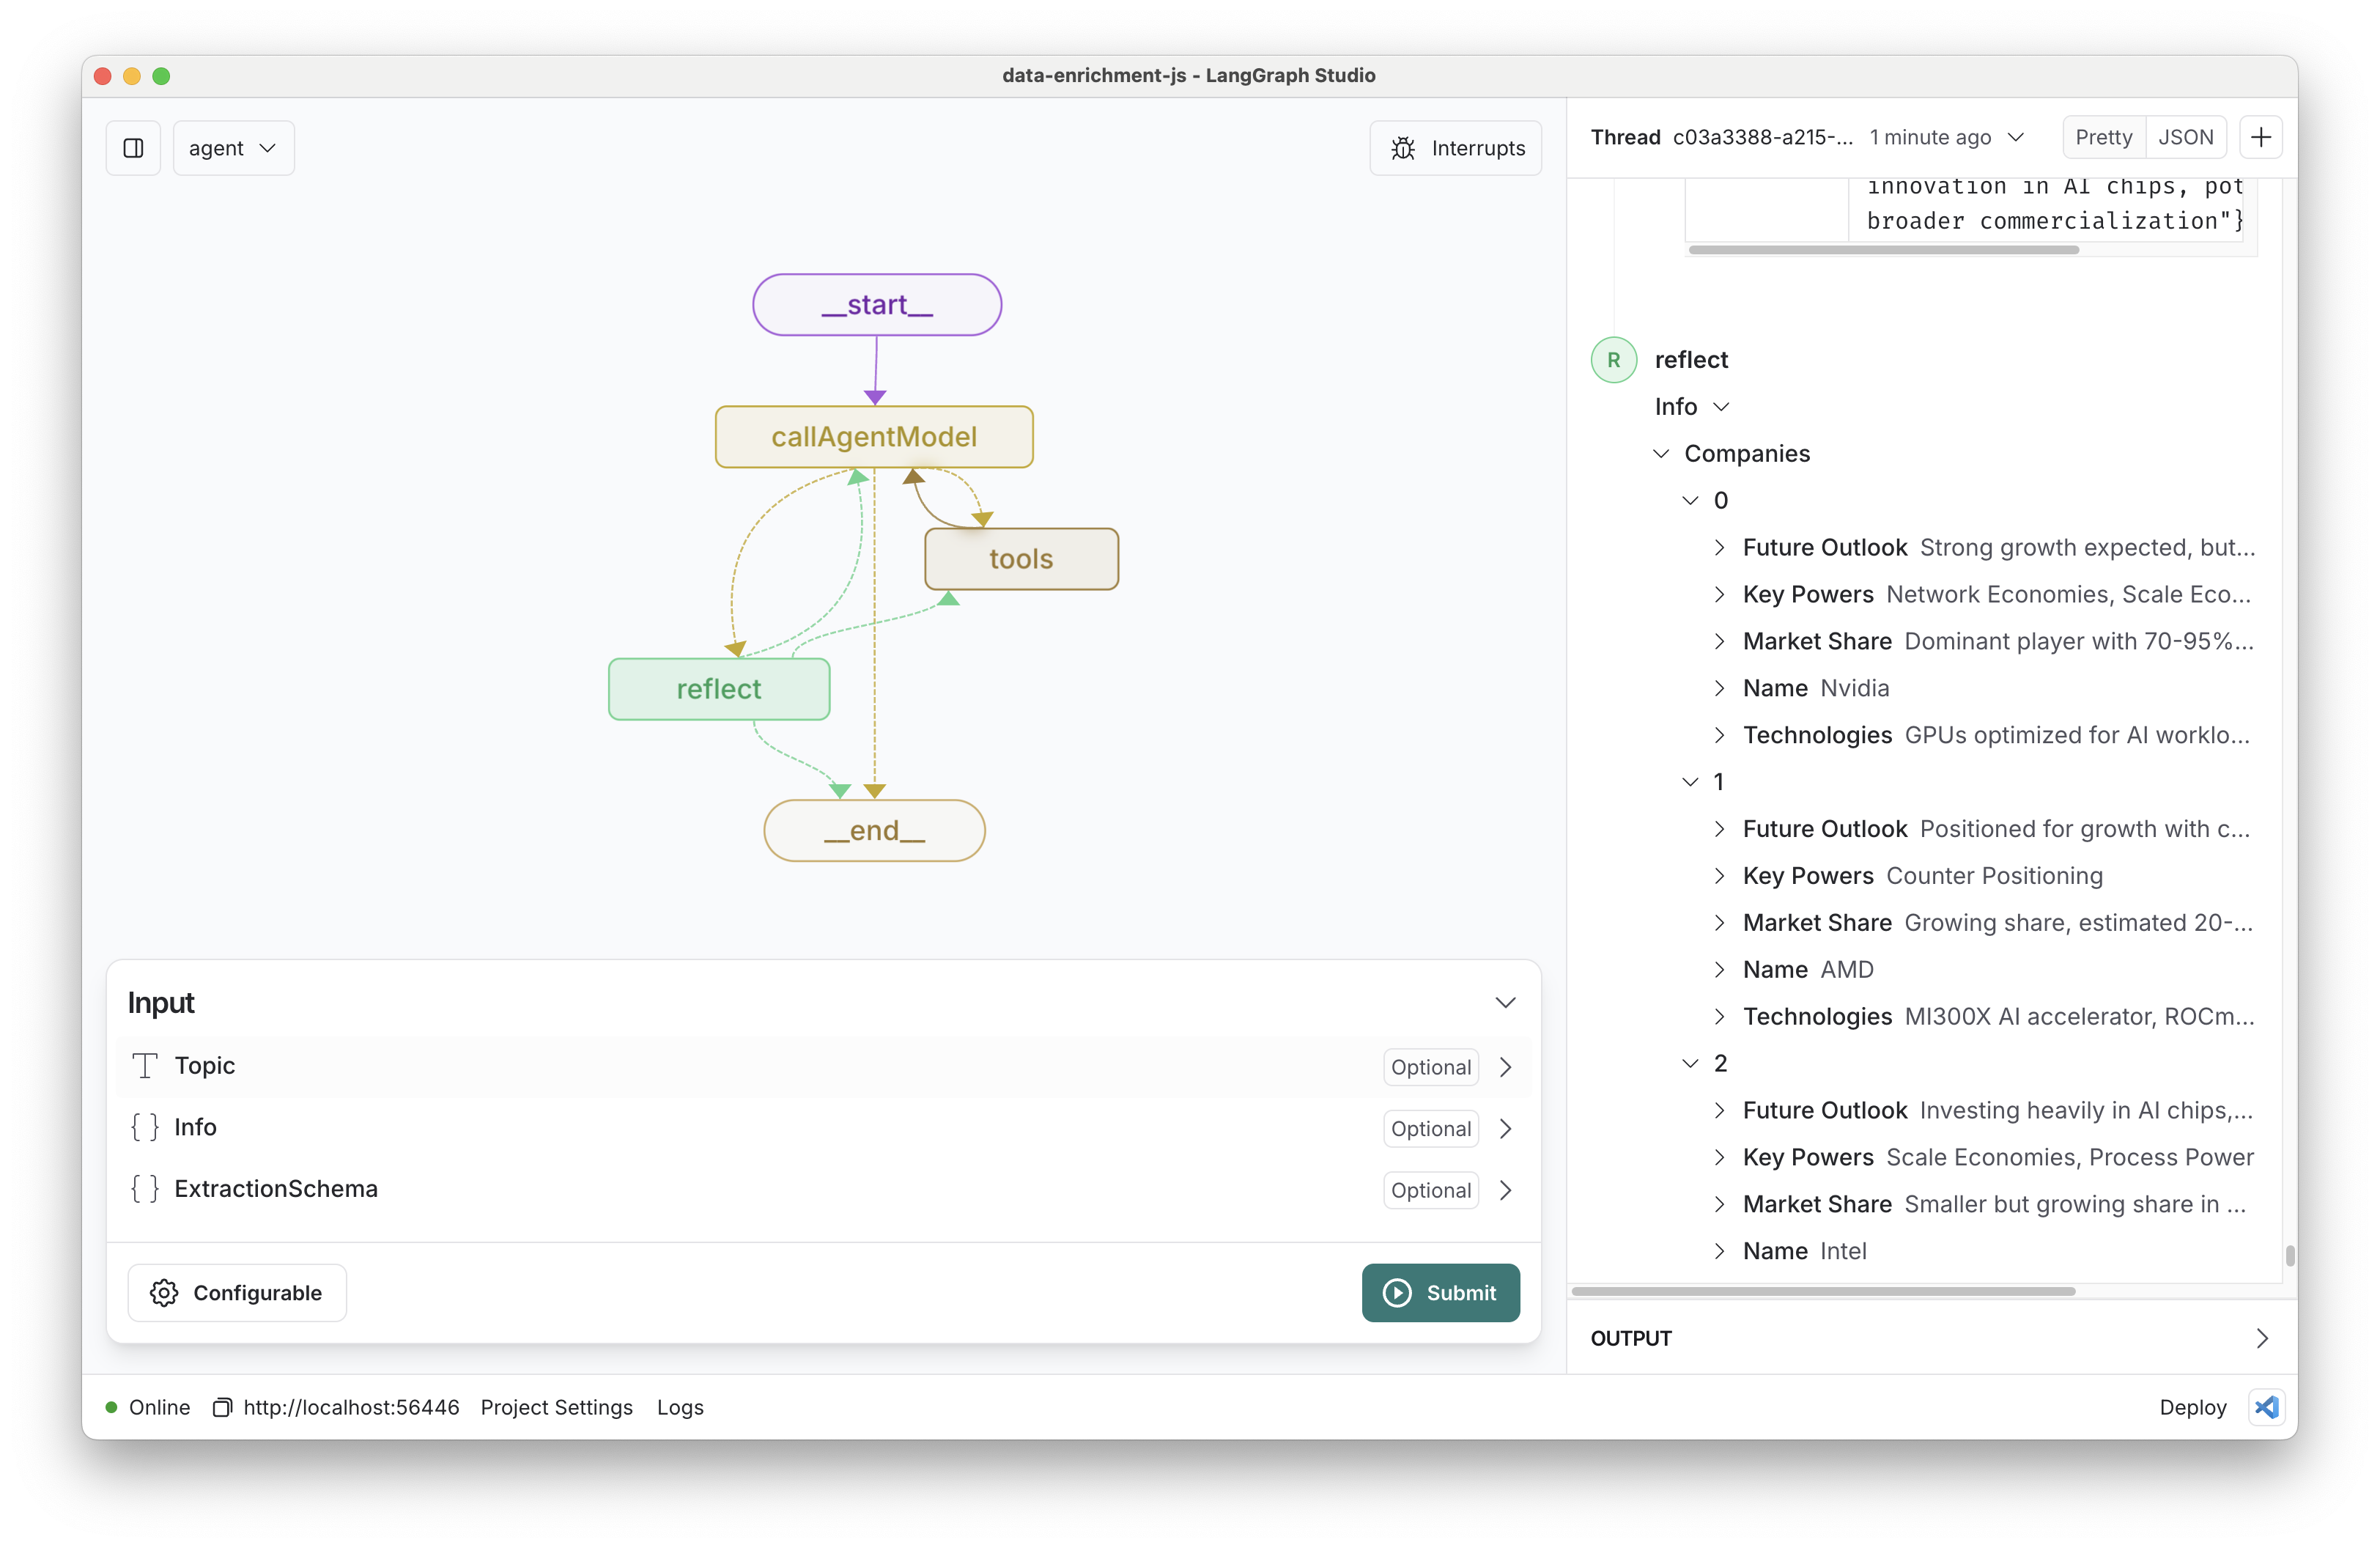 data-enrichment-js - LangGraph Studio
agent
Interrupts
__start__
callAgentModel
tools
reflect
__end__
Input
Topic Optional
{ } Info Optional
{ } ExtractionSchema Optional
Configurable
Submit
Thread c03a3388-a215-... 1 minute ago Pretty JSON
innovation in AI chips, pot
broader commercialization"}
R reflect
Info
Companies
0
Future Outlook Strong growth expected, but...
Key Powers Network Economies, Scale Eco...
Market Share Dominant player with 70-95%...
Name Nvidia
Technologies GPUs optimized for AI worklo...
1
Future Outlook Positioned for growth with c...
Key Powers Counter Positioning
Market Share Growing share, estimated 20-...
Name AMD
Technologies MI300X AI accelerator, ROCm...
2
Future Outlook Investing heavily in AI chips,...
Key Powers Scale Economies, Process Power
Market Share Smaller but growing share in ...
Name Intel
OUTPUT
Online http://localhost:56446 Project Settings Logs
Deploy